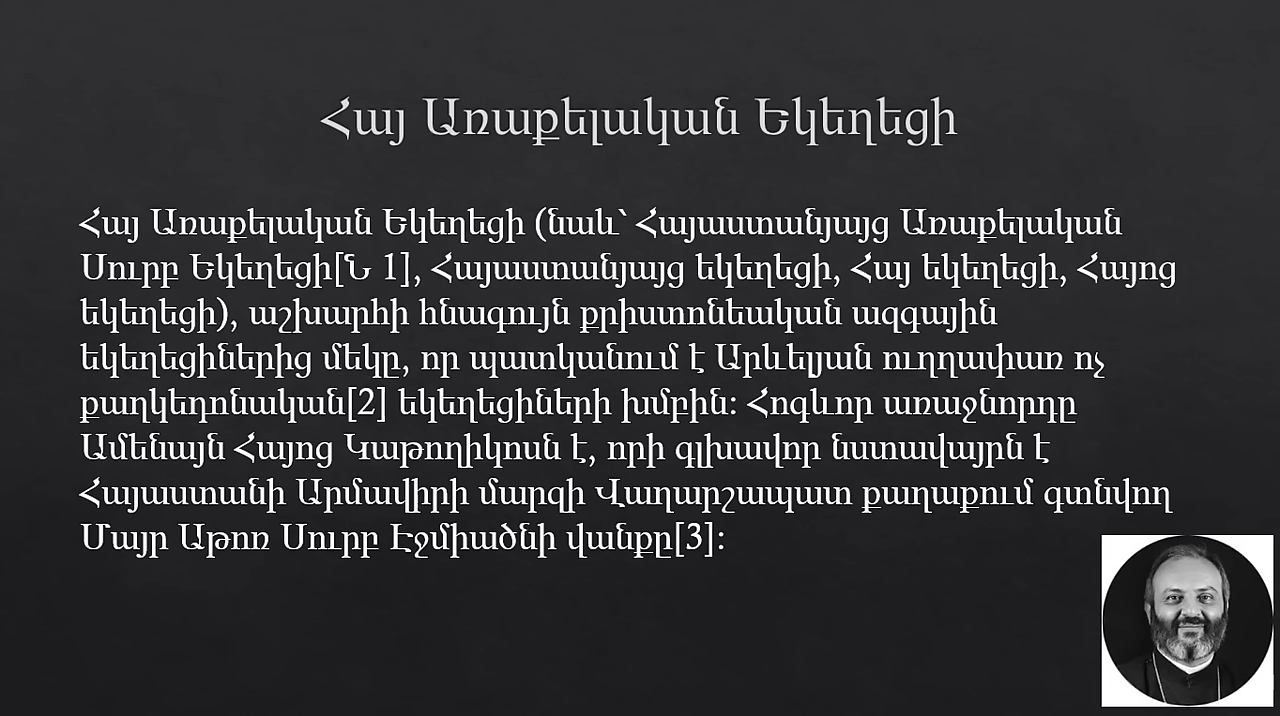 Հայ Առաքելական Եկեղեցի
Հայ Առաքելական Եկեղեցի (նաև՝ Հայաստանյայց Առաքելական
Սուրբ Եկեղեցի[Ն 1], Հայաստանյայց եկեղեցի, Հայ եկեղեցի, Հայոց
եկեղեցի), աշխարհի հնագույն քրիստոնեական ազգային
եկեղեցիներից մեկը, որ պատկանում է Արևելյան ուղղափառ ոչ
քաղկեդոնական[2] եկեղեցիների խմբին։ Հոգևոր առաջնորդը
Ամենայն Հայոց Կաթողիկոսն է, որի գլխավոր նստավայրն է
Հայաստանի Արմավիրի մարզի Վաղարշապատ քաղաքում գտնվող
Մայր Աթոռ Սուրբ Էջմիածնի վանքը[3]։